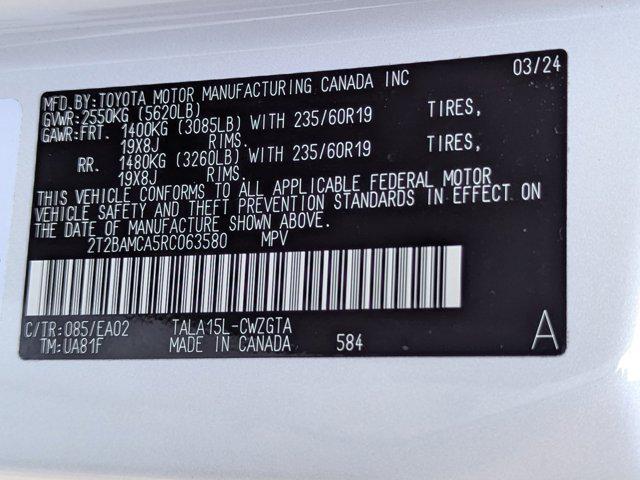 MFD.BY:TOYOTA MOTOR MANUFACTURING CANADA INC 03/24
GVWR:2550KG (5620LB)
GAWR:FRT. 1400KG (3085LB) WITH 235/60R19 TIRES,
19X8J RIMS.
RR. 1480KG (3260LB) WITH 235/60R19 TIRES,
19X8J RIMS.
THIS VEHICLE CONFORMS TO ALL APPLICABLE FEDERAL MOTOR
VEHICLE SAFETY AND THEFT PREVENTION STANDARDS IN EFFECT ON
THE DATE OF MANUFACTURE SHOWN ABOVE.
2T2BAMCA5RC063580 MPV
C/TR:085/EA02 TALA15L-CWZGTA
TM:UA81F MADE IN CANADA 584 A